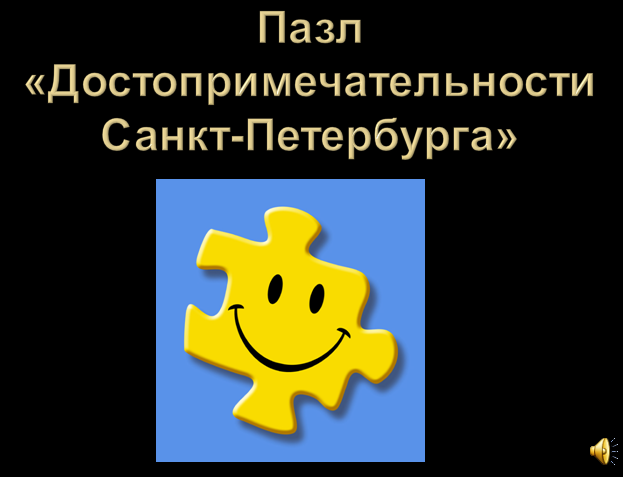 Пазл
«Достопримечательности
Санкт-Петербурга»